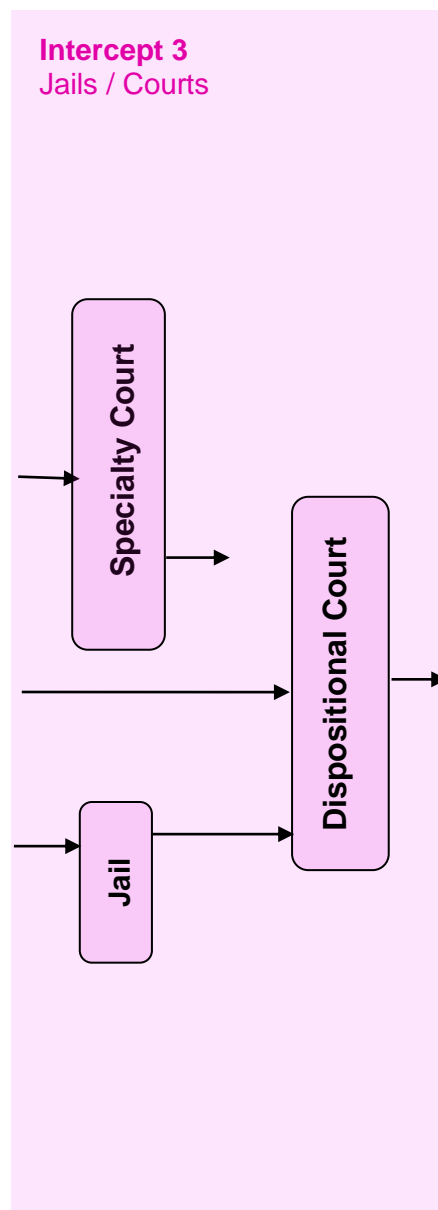 Intercept 3
Jails / Courts
Specialty Court
Dispositional Court
Jail